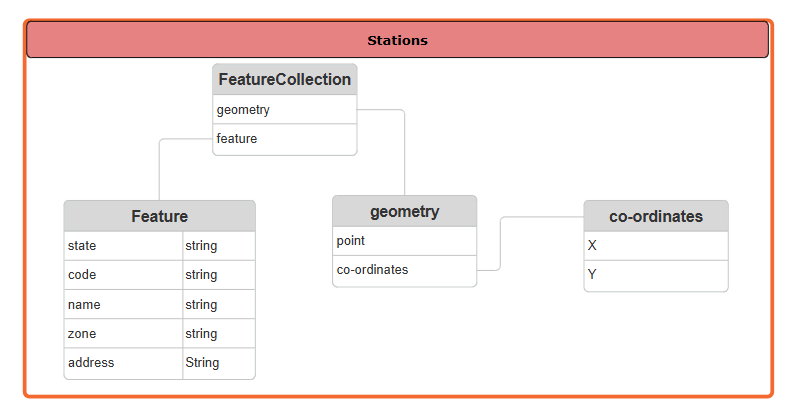 Stations
FeatureCollection
geometry
feature
Feature
state string
code string
name string
zone string
address String
geometry
point
co-ordinates
co-ordinates
X
Y